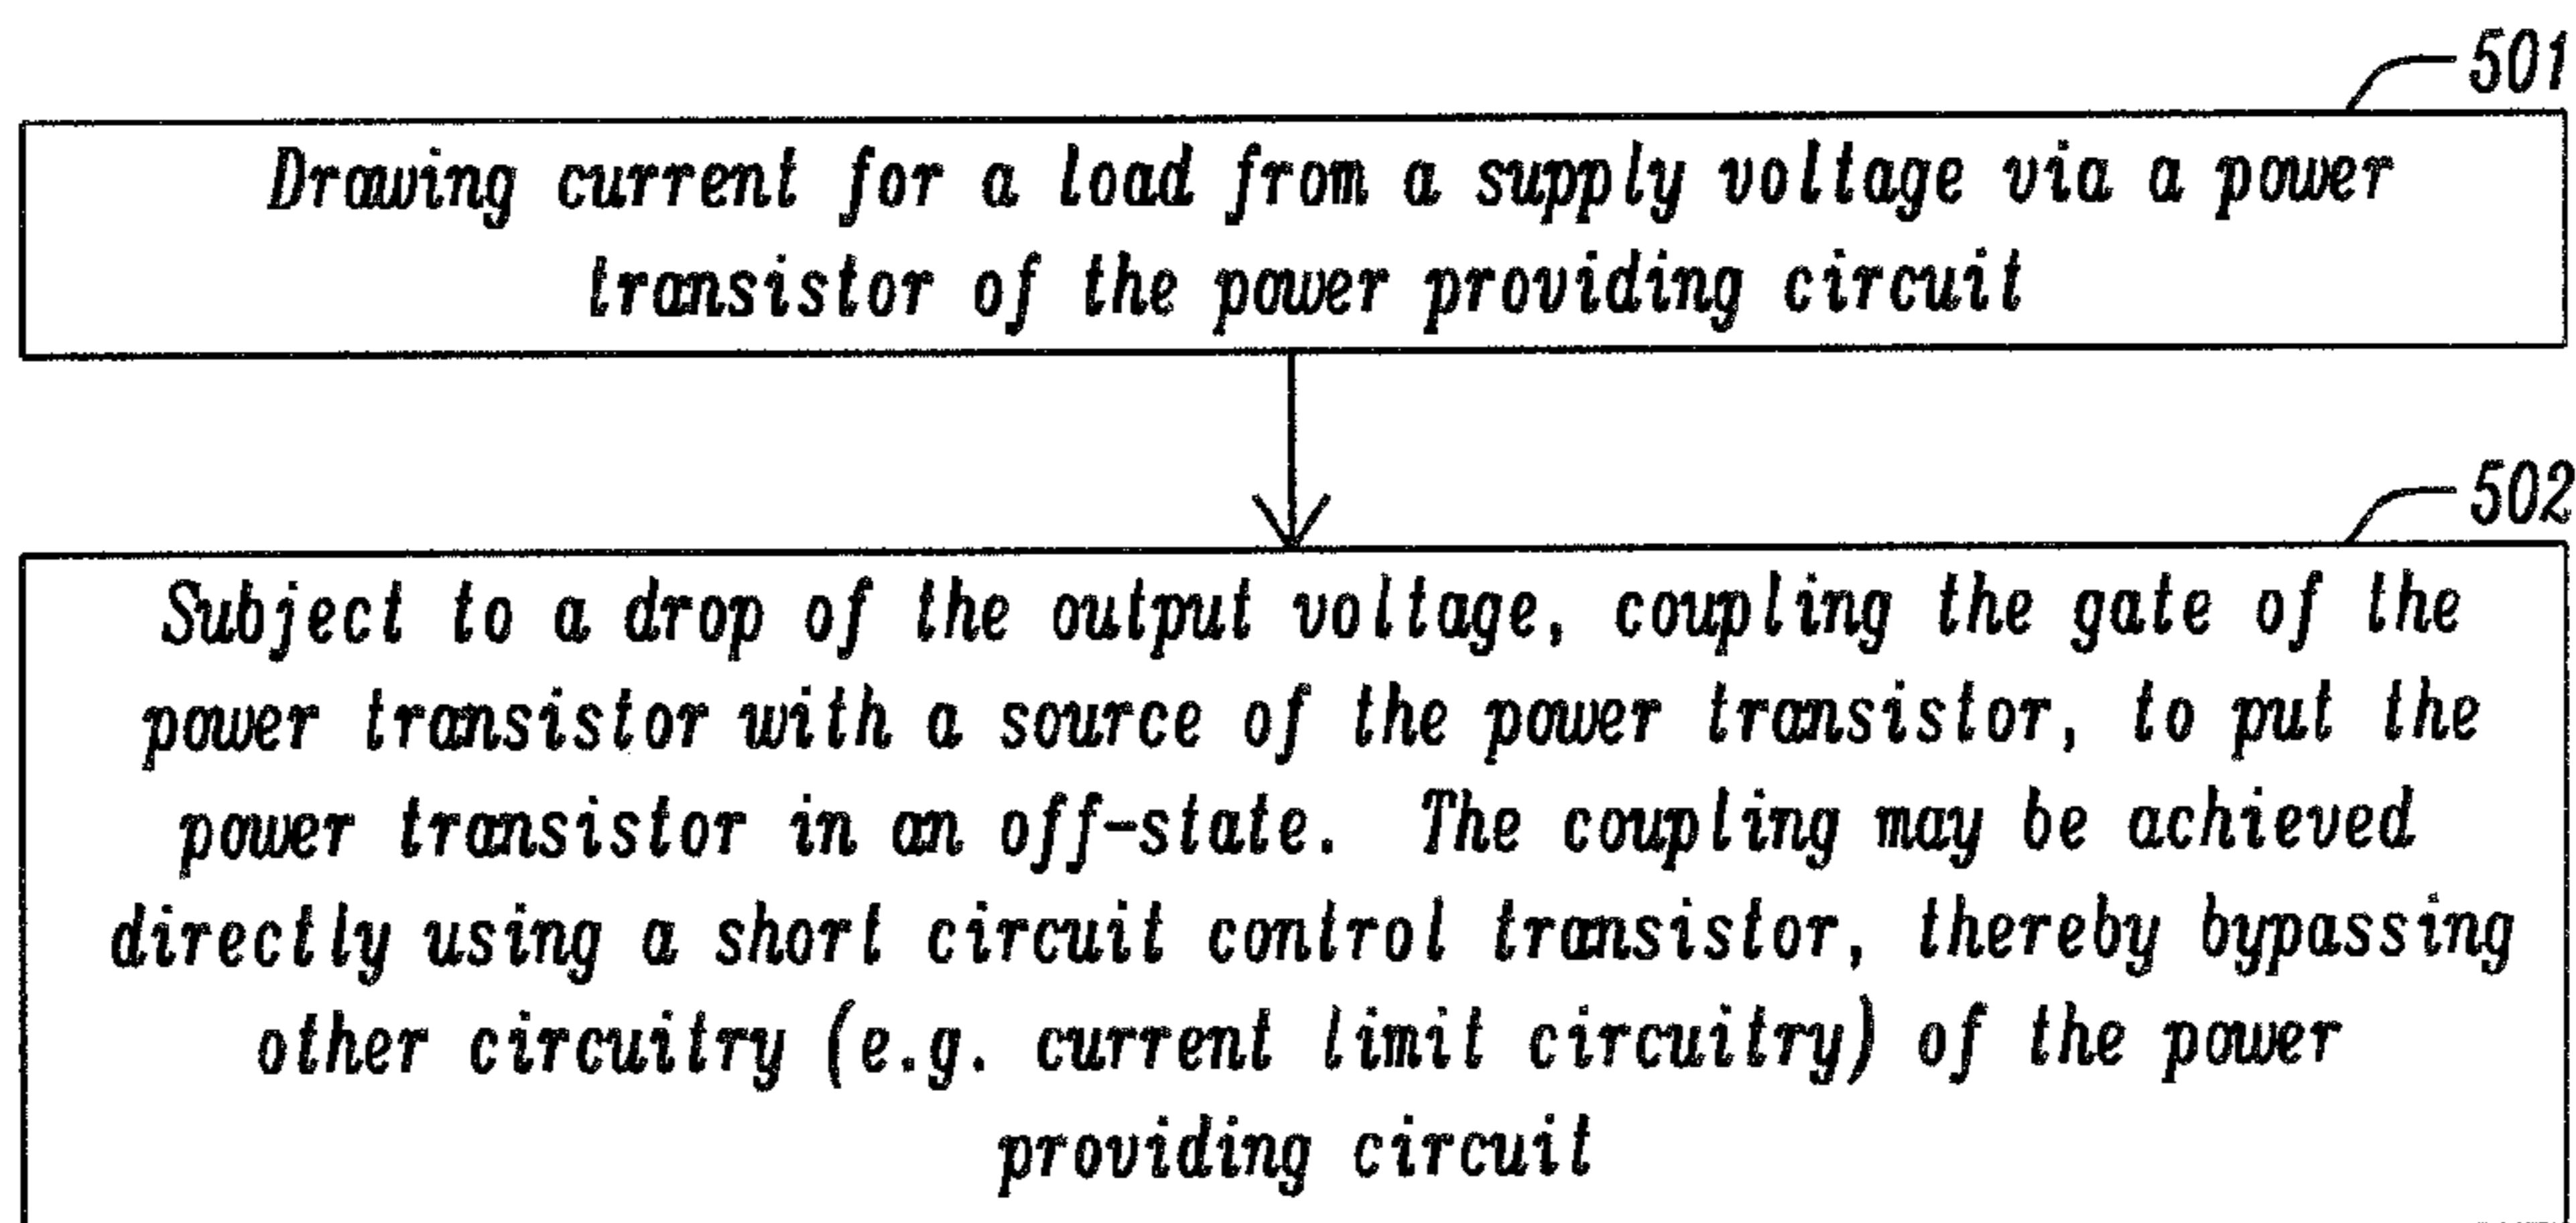 501
Drawing current for a load from a supply voltage via a power
transistor of the power providing circuit
502
Subject to a drop of the output voltage, coupling the gate of the
power transistor with a source of the power transistor, to put the
power transistor in an off-state. The coupling may be achieved
directly using a short circuit control transistor, thereby bypassing
other circuitry (e.g. current limit circuitry) of the power
providing circuit